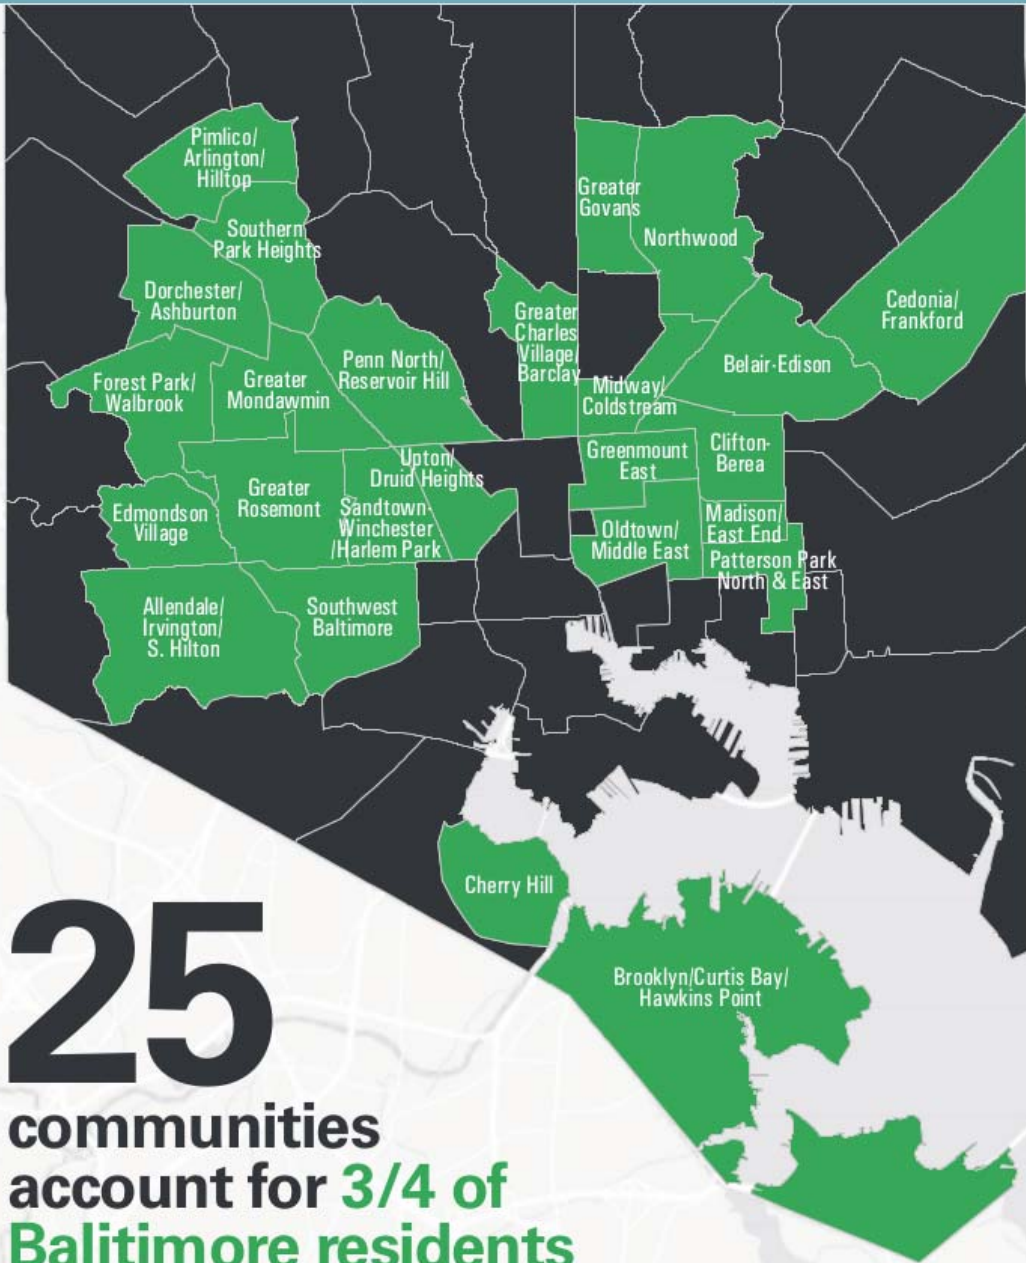 Pimlico/
Arlington/
Hilltop
Southern
Park Heights
Dorchester/
Ashburton
Forest Park/
Walbrook
Greater
Mondawmin
Penn North/
Reservoir Hill
Greater
Charles
Village/
Barclay
Greater
Govans
Northwood
Cedonia/
Frankford
Belair-Edison
Midway/
Coldstream
Greenmount
East
Clifton-
Berea
Upton/
Druid Heights
Greater
Rosemont
Sandtown-
Winchester
/Harlem Park
Edmondson
Village
Oldtown/
Middle East
Madison/
East End
Patterson Park
North & East
Allendale/
Irvington/
S. Hilton
Southwest
Baltimore
Cherry Hill
Brooklyn/Curtis Bay/
Hawkins Point
25
communities
account for 3/4 of
Balitimore residents